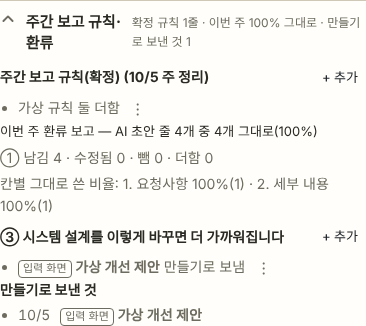 주간 보고 규칙·
환류
확정 규칙 1줄 · 이번 주 100% 그대로 · 만들기
로 보낸 것 1
주간 보고 규칙(확정) (10/5 주 정리)
+ 추가
• 가상 규칙 둘 더함 ⋮
이번 주 환류 보고 — AI 초안 줄 4개 중 4개 그대로(100%)
① 남김 4 · 수정됨 0 · 뺌 0 · 더함 0
칸별 그대로 쓴 비율: 1. 요청사항 100%(1) · 2. 세부 내용
100%(1)
③ 시스템 설계를 이렇게 바꾸면 더 가까워집니다
+ 추가
• 입력 화면 가상 개선 제안 만들기로 보냄 ⋮
만들기로 보낸 것
• 10/5 입력 화면 가상 개선 제안